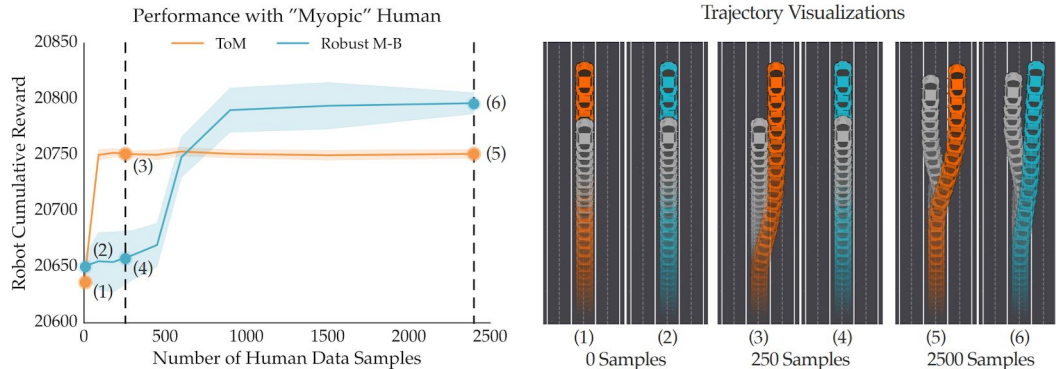 Performance with ”Myopic” Human
ToM
Robust M-B
Robot Cumulative Reward
20850
20800
20750
20700
20650
20600
(6)
(5)
(3)
(2)
(4)
(1)
0
500
1000
1500
2000
2500
Number of Human Data Samples
Trajectory Visualizations
(1)
(2)
(3)
(4)
(5)
(6)
0 Samples
250 Samples
2500 Samples